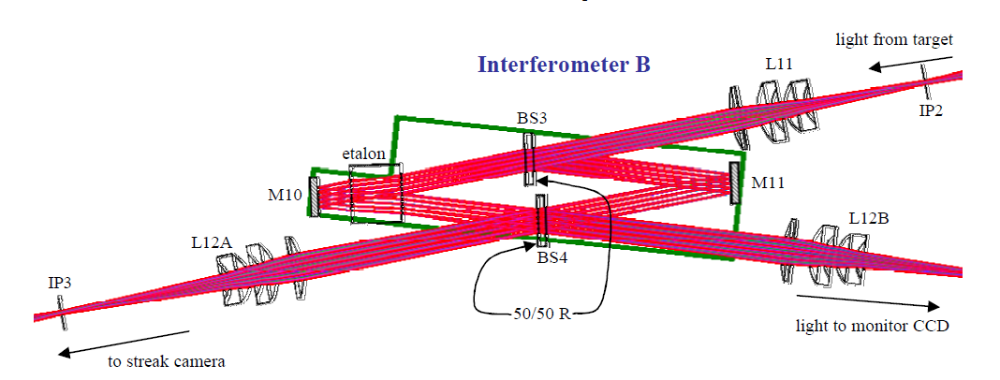 light from target
Interferometer B
L11
IP2
BS3
etalon
M10
M11
L12A
L12B
BS4
IP3
50/50 R
light to monitor CCD
to streak camera